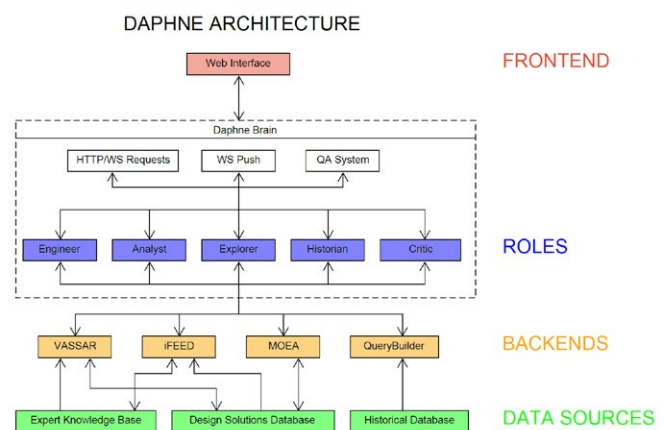 DAPHNE ARCHITECTURE
Web Interface
FRONTEND
Daphne Brain
HTTP/WS Requests
WS Push
QA System
Engineer
Analyst
Explorer
Historian
Critic
ROLES
VASSAR
iFEED
MOEA
QueryBuilder
BACKENDS
Expert Knowledge Base
Design Solutions Database
Historical Database
DATA SOURCES